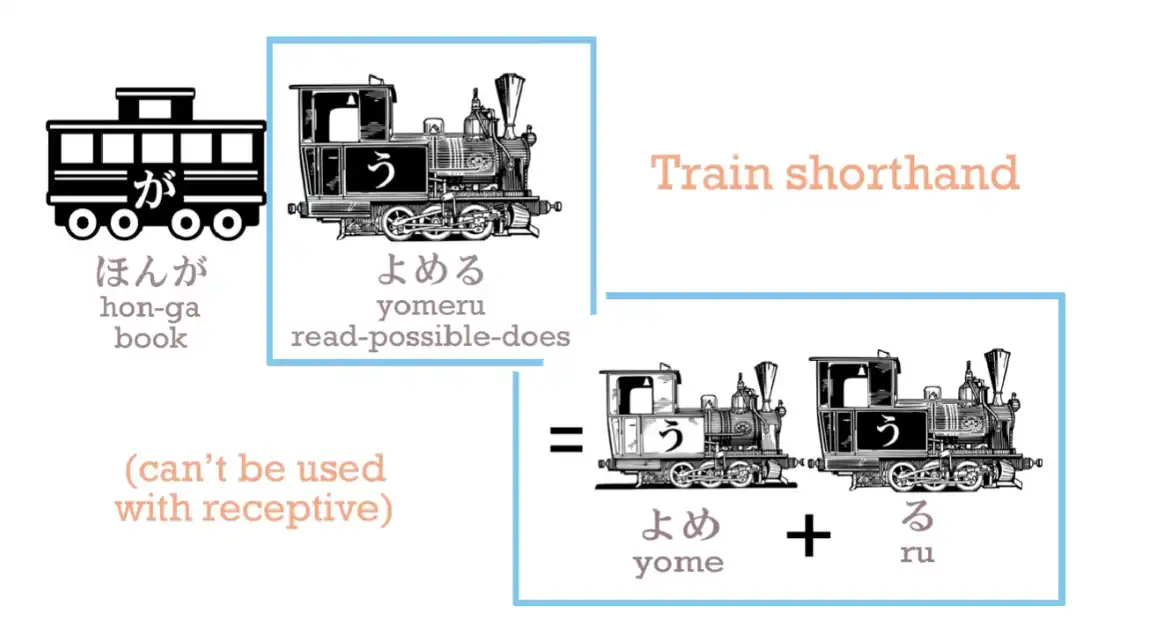 が
う
Train shorthand
ほんが
hon-ga
book
よめる
yomeru
read-possible-does
(can't be used
with receptive)
=
う
う
よめ
yome
+
る
ru